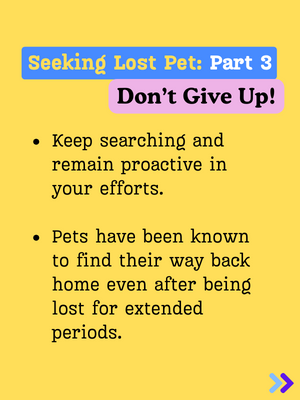 Seeking Lost Pet: Part 3
Don't Give Up!
• Keep searching and
remain proactive in
your efforts.
• Pets have been known
to find their way back
home even after being
lost for extended
periods.